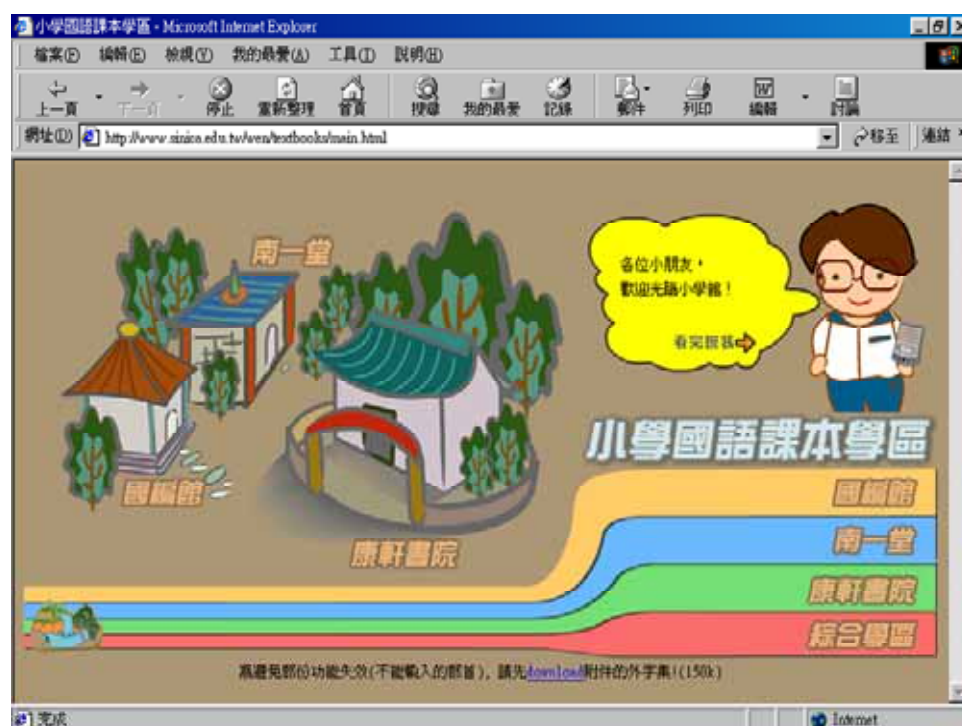 小學國語課本學區 - Microsoft Internet Explorer
檔案(F) 編輯(E) 檢視(V) 我的最愛(A) 工具(T) 說明(H)
上一頁 下一頁 停止 重新整理 首頁 搜尋 我的最愛 記錄 郵件 列印 編輯 討論
網址(D) http://www.sinica.edu.tw/wen/textbooks/main.html 移至 連結
南一堂
各位小朋友，
歡迎光臨小學館！
國編館
康軒書院
小學國語課本學區
國編館
南一堂
康軒書院
綜合學區
為避免部份功能失效(不能輸入的部首)，請先download附件的外字集!(150k)
完成 Internet